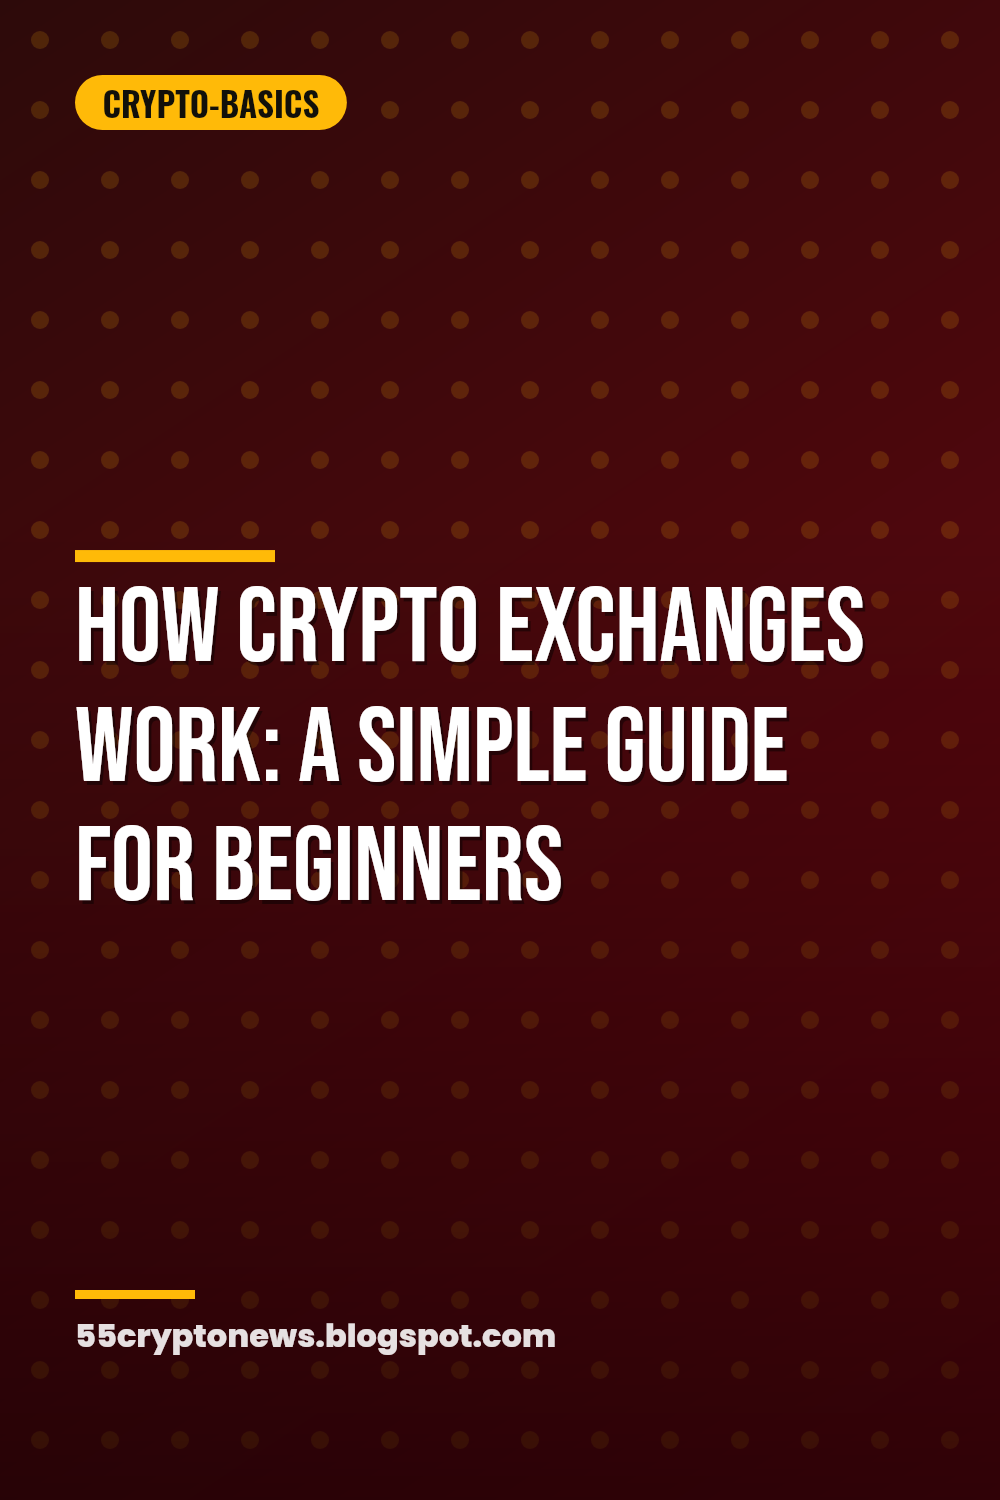 CRYPTO-BASICS
HOW CRYPTO EXCHANGES
WORK: A SIMPLE GUIDE
FOR BEGINNERS
55cryptonews.blogspot.com